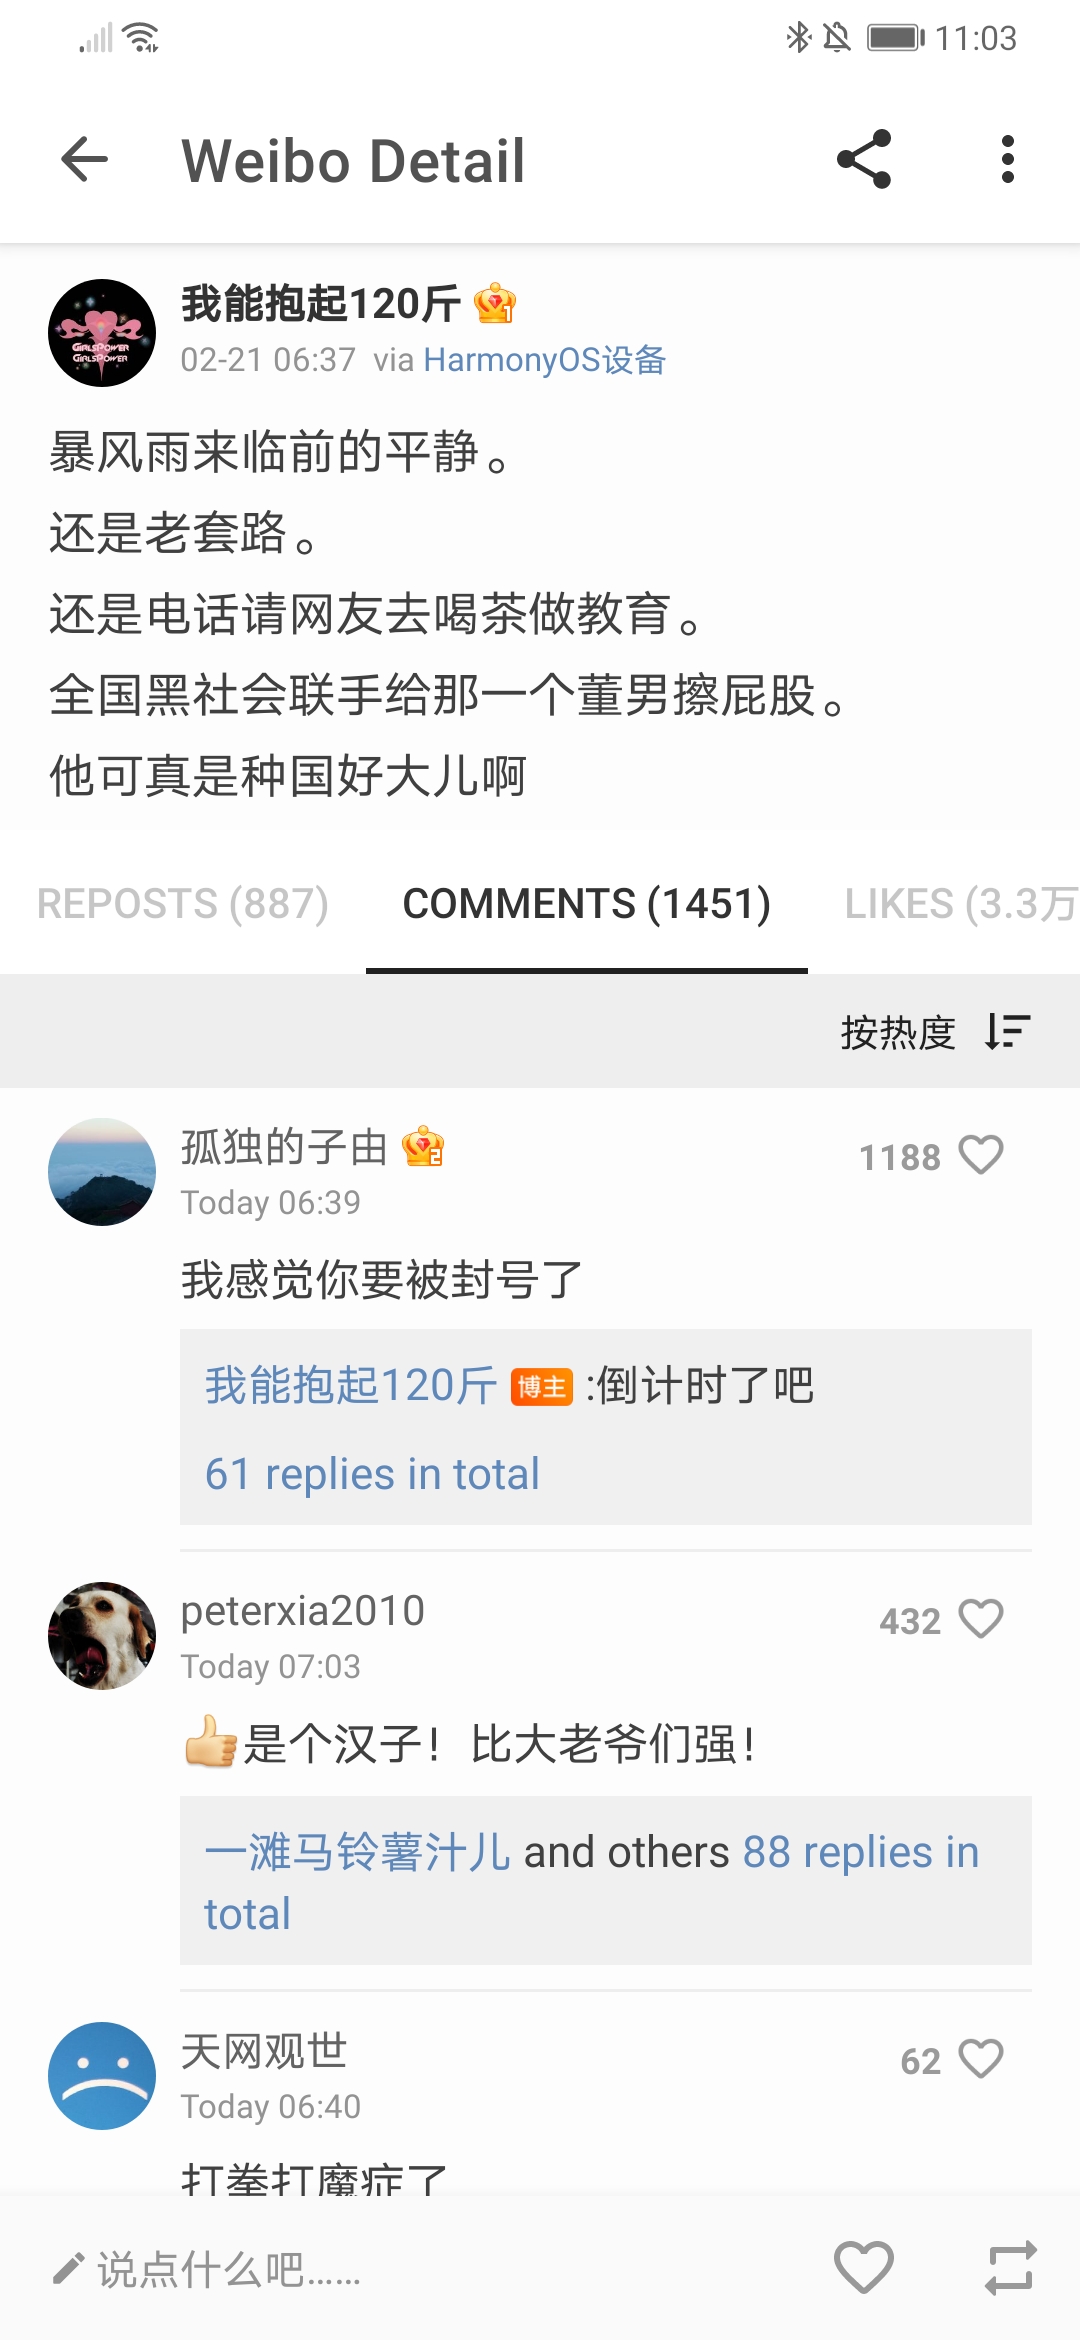 11:03
Weibo Detail
我能抱起120斤
02-21 06:37 via HarmonyOS设备
GIRLSPOWER
GIRLSPOWER
暴风雨来临前的平静。
还是老套路。
还是电话请网友去喝茶做教育。
全国黑社会联手给那一个董男擦屁股。
他可真是种国好大儿啊
REPOSTS (887) COMMENTS (1451) LIKES (3.3万
按热度
孤独的子由 2 1188
Today 06:39
我感觉你要被封号了
我能抱起120斤 博主 :倒计时了吧
61 replies in total
peterxia2010 432
Today 07:03
是个汉子！比大老爷们强！
一滩马铃薯汁儿 and others 88 replies in
total
天网观世 62
Today 06:40
打拳打魔症了
说点什么吧……